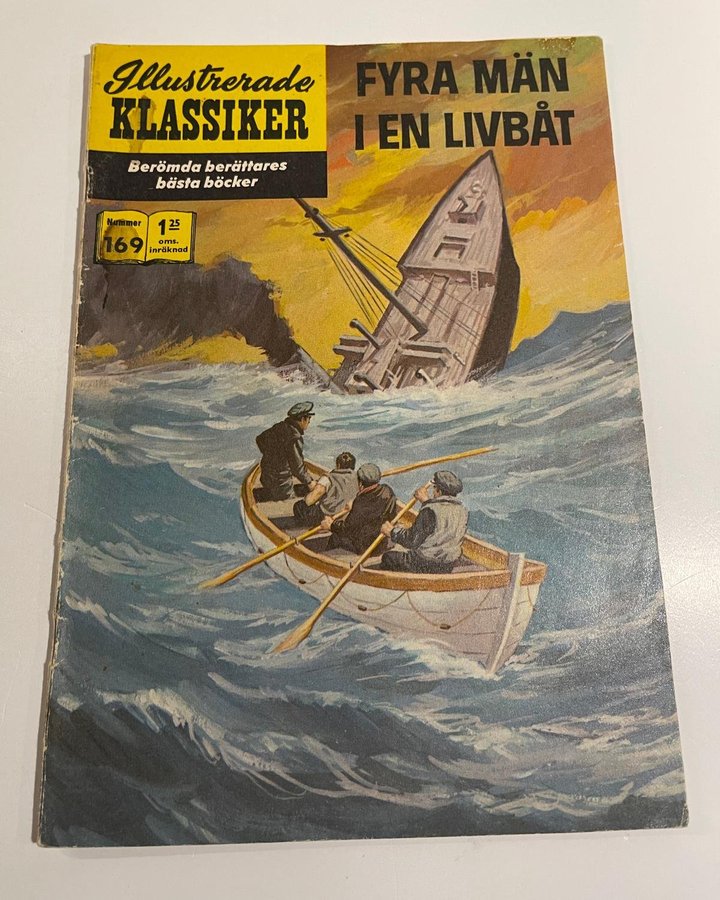 Illustrerade
KLASSIKER
Berömda berättares
bästa böcker
FYRA MÄN
I EN LIVBÅT
Nummer
169
1 25
oms.
inräknad